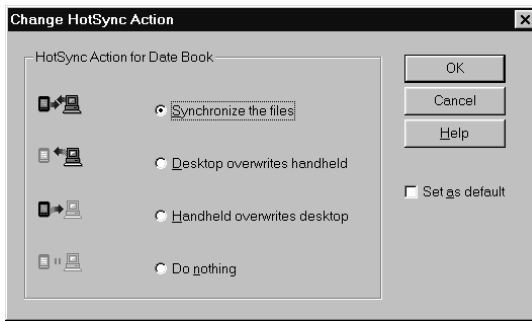 Change HotSync Action
HotSync Action for Date Book
Synchronize the files
Desktop overwrites handheld
Handheld overwrites desktop
Do nothing
OK
Cancel
Help
Set as default